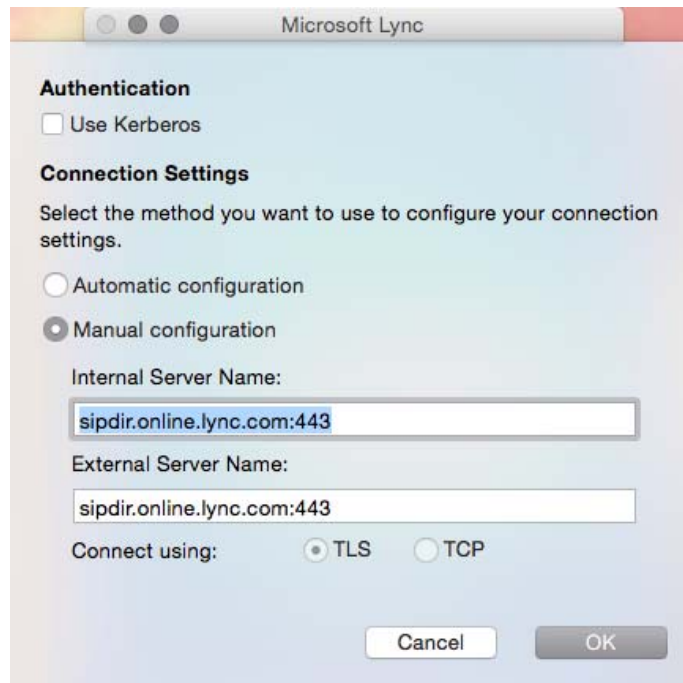 Microsoft Lync
Authentication
Use Kerberos
Connection Settings
Select the method you want to use to configure your connection
settings.
Automatic configuration
Manual configuration
Internal Server Name:
sipdir.online.lync.com:443
External Server Name:
sipdir.online.lync.com:443
Connect using: TLS TCP
Cancel OK